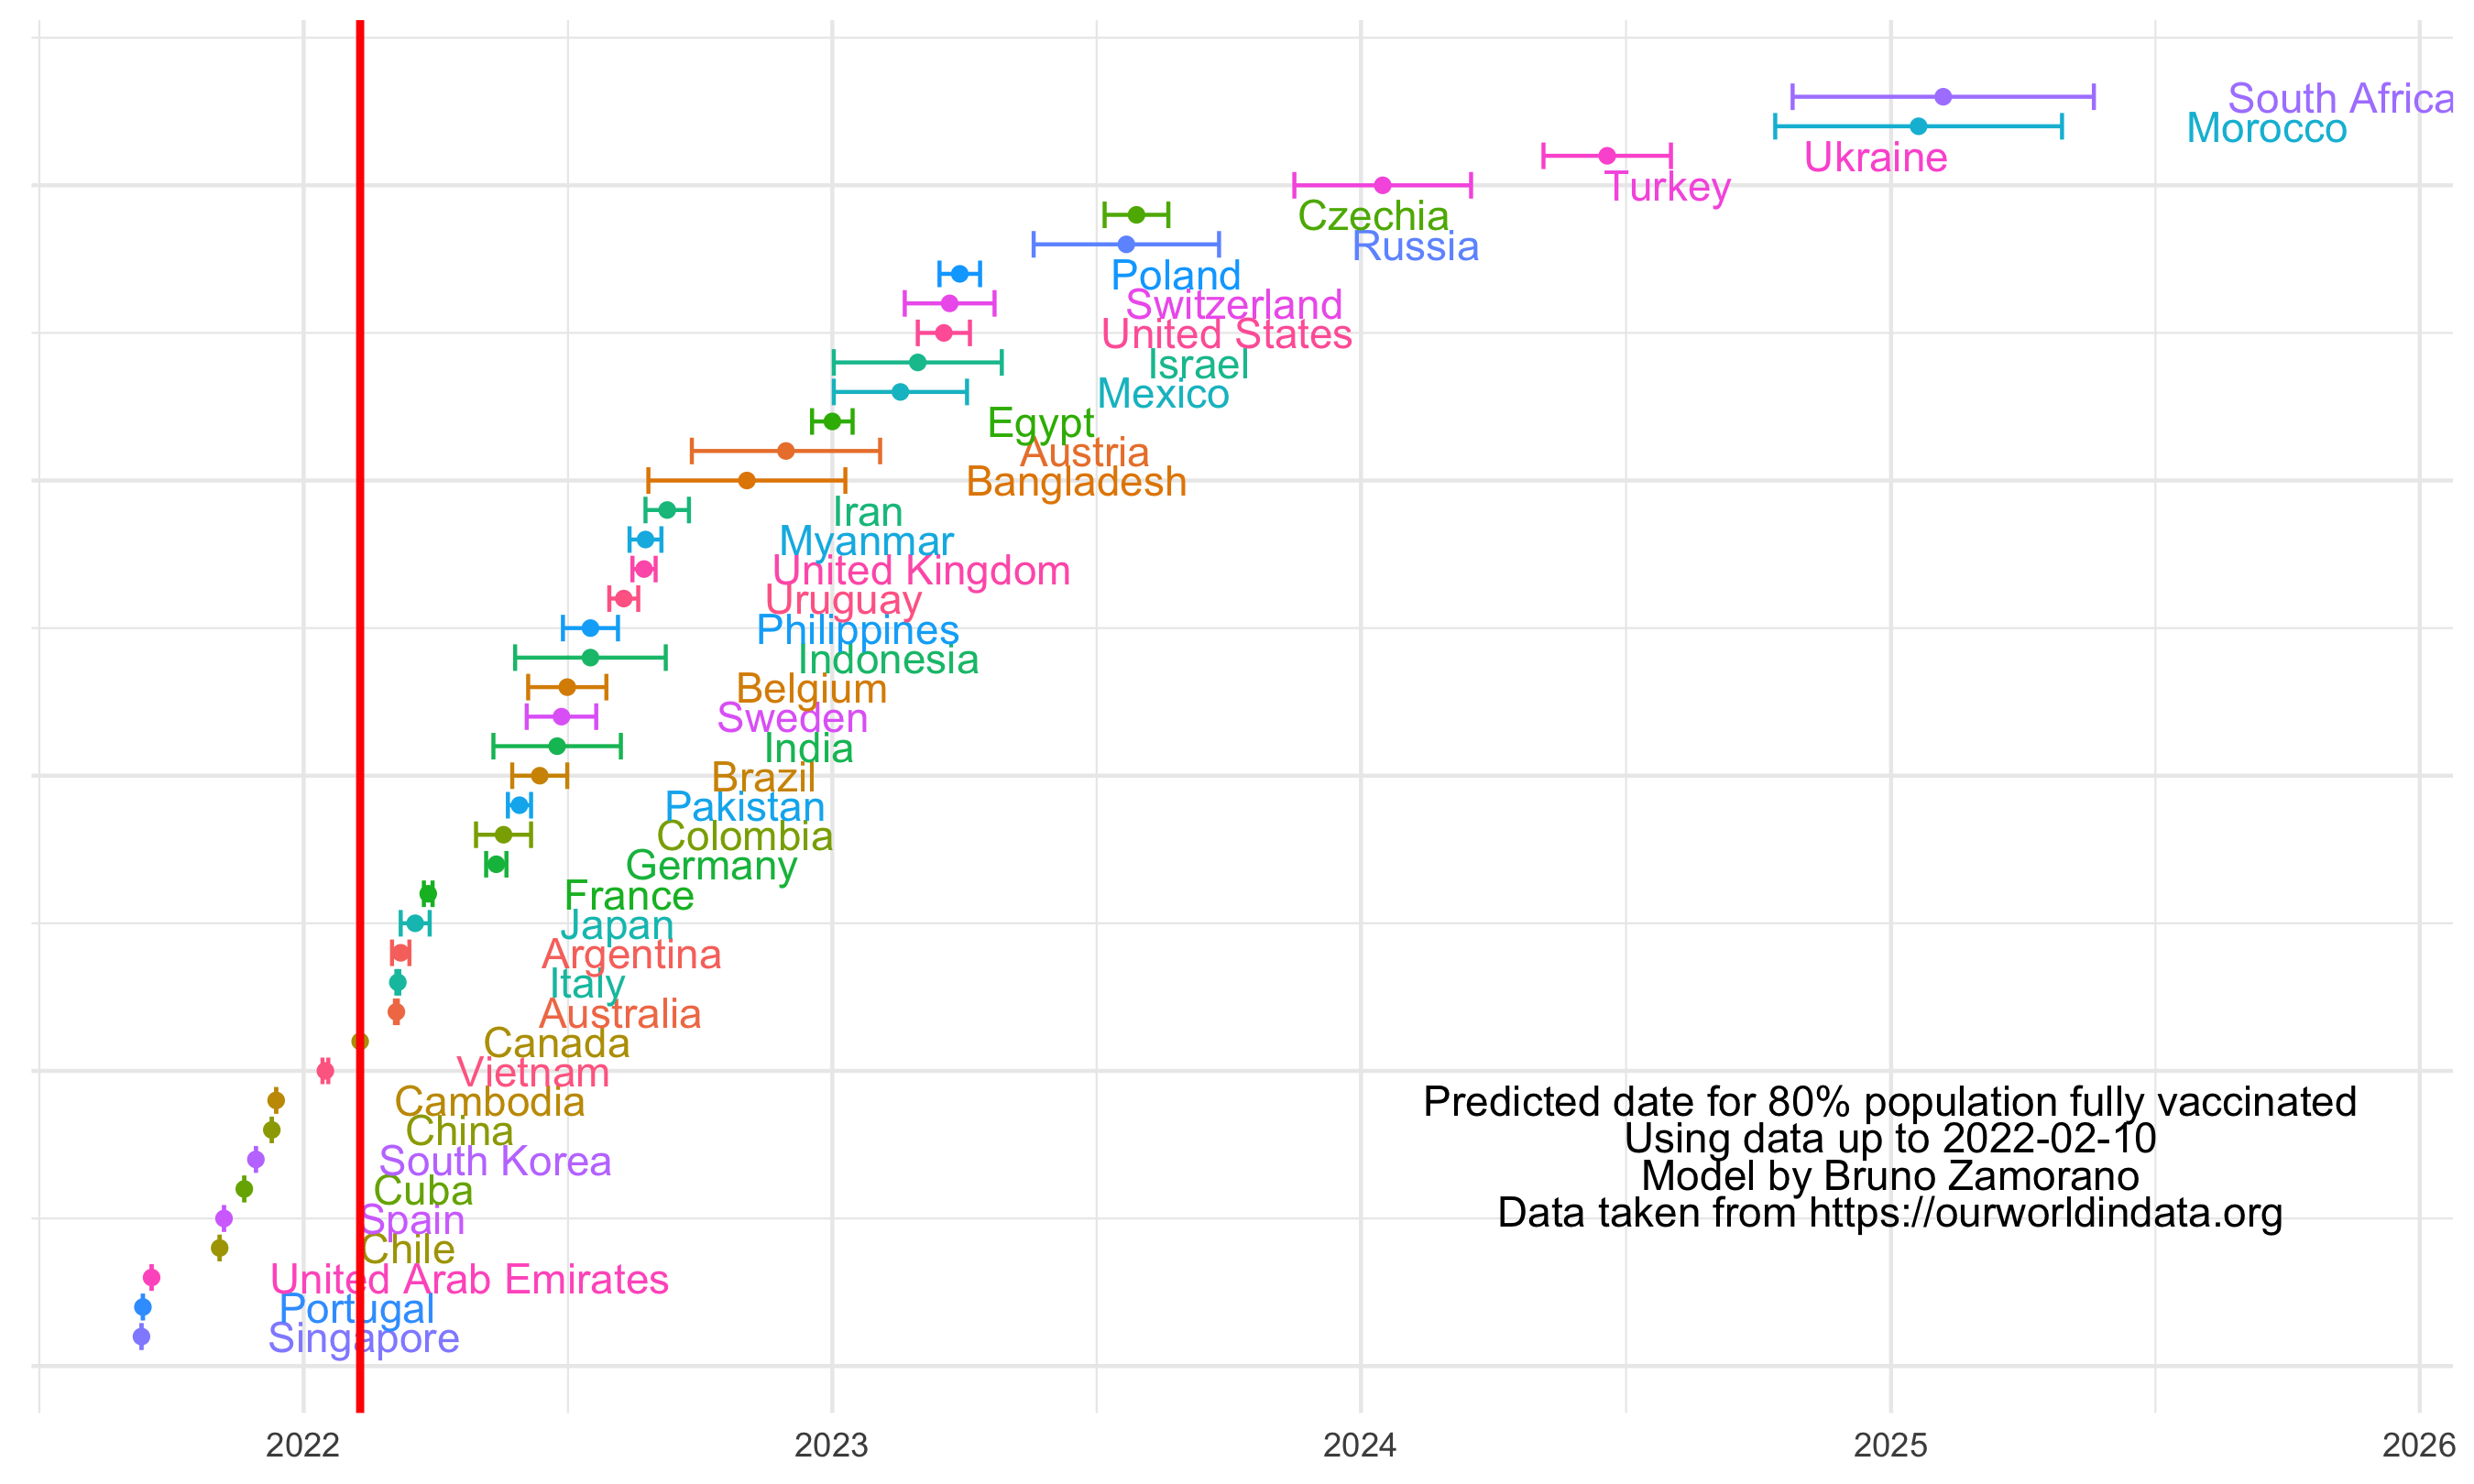 South Africa
Morocco
Ukraine
Turkey
Czechia
Russia
Poland
Switzerland
United States
Israel
Mexico
Egypt
Austria
Bangladesh
Iran
Myanmar
United Kingdom
Uruguay
Philippines
Indonesia
Belgium
Sweden
India
Brazil
Pakistan
Colombia
Germany
France
Japan
Argentina
Italy
Australia
Canada
Vietnam
Cambodia
China
South Korea
Cuba
Spain
Chile
United Arab Emirates
Portugal
Singapore
Predicted date for 80% population fully vaccinated
Using data up to 2022-02-10
Model by Bruno Zamorano
Data taken from https://ourworldindata.org
2022 2023 2024 2025 2026